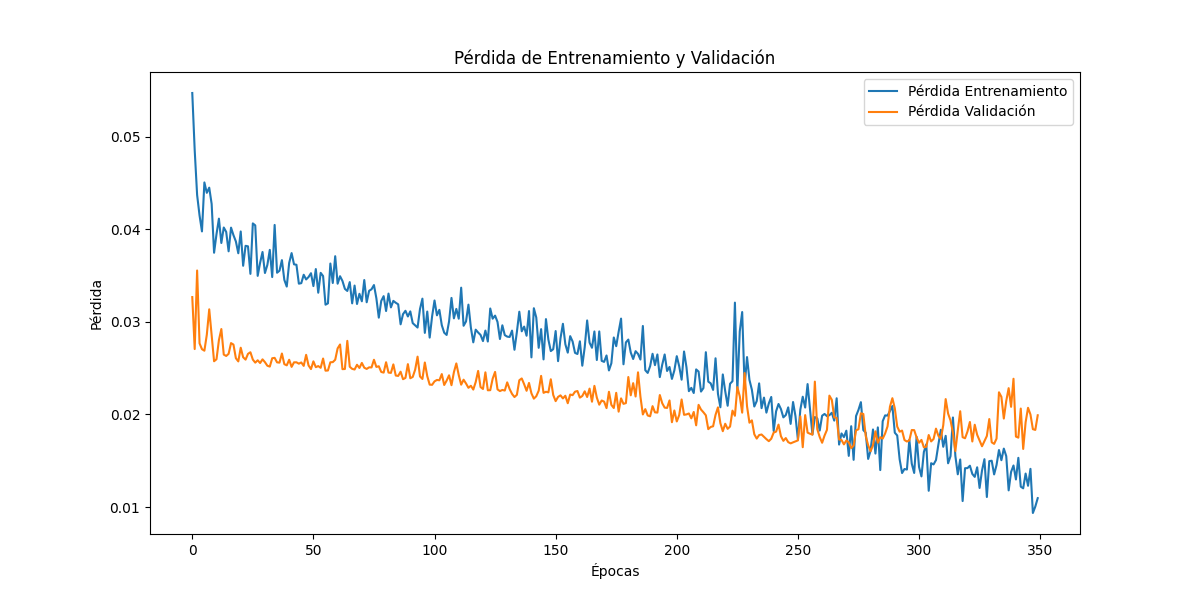 Pérdida de Entrenamiento y Validación
Pérdida Entrenamiento
Pérdida Validación
0.05
0.04
0.03
0.02
0.01
Pérdida
0 50 100 150 200 250 300 350
Épocas